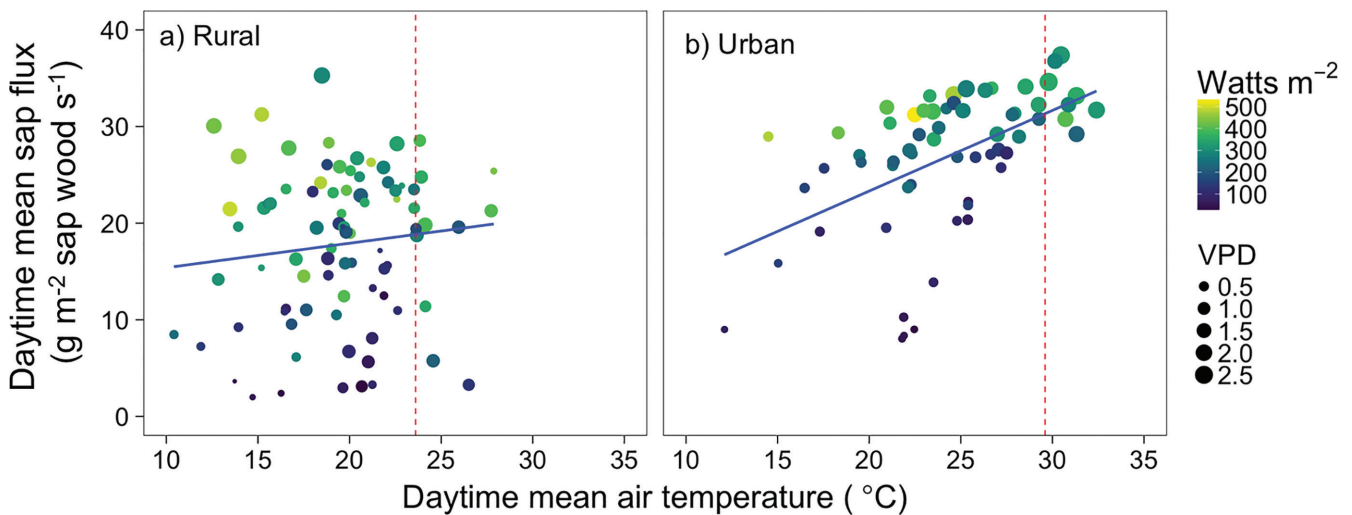 a) Rural
b) Urban
Daytime mean sap flux
(g m⁻² sap wood s⁻¹)
40
30
20
10
0
10 15 20 25 30 35
10 15 20 25 30 35
Daytime mean air temperature ( °C)
Watts m⁻²
500
400
300
200
100
VPD
0.5
1.0
1.5
2.0
2.5